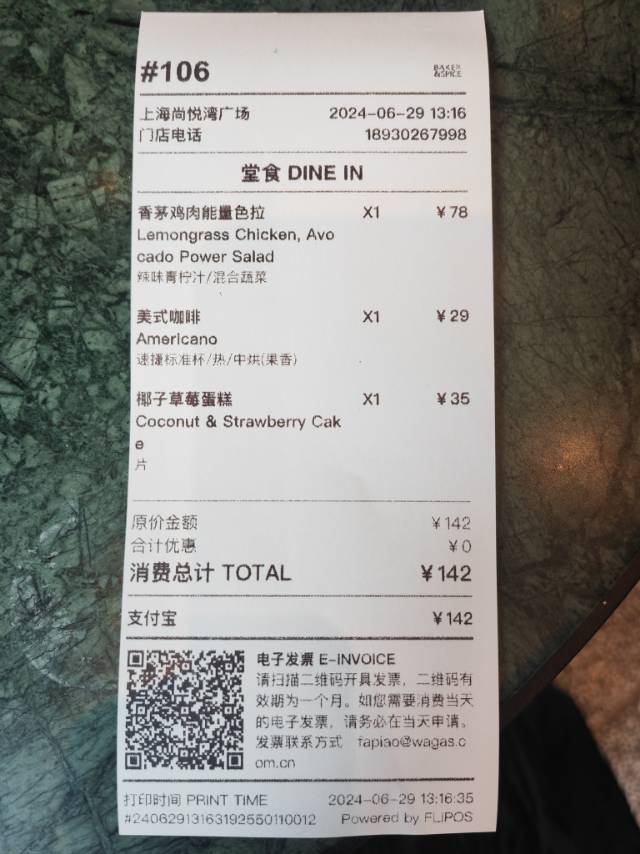 #106
BAKER
&SPICE
上海尚悦湾广场 2024-06-29 13:16
门店电话 18930267998
堂食 DINE IN
香茅鸡肉能量色拉 X1 ￥78
Lemongrass Chicken, Avo
cado Power Salad
辣味青柠汁/混合蔬菜
美式咖啡 X1 ￥29
Americano
速捷标准杯/热/中烘(果香)
椰子草莓蛋糕 X1 ￥35
Coconut & Strawberry Cak
e
片
原价金额 ￥142
合计优惠 ￥0
消费总计 TOTAL ￥142
支付宝 ￥142
电子发票 E-INVOICE
请扫描二维码开具发票，二维码有
效期为一个月。如您需要消费当天
的电子发票，请务必在当天申请。
发票联系方式 fapiao@wagas.c
om.cn
打印时间 PRINT TIME 2024-06-29 13:16:35
#24062913163192550110012 Powered by FLIPOS